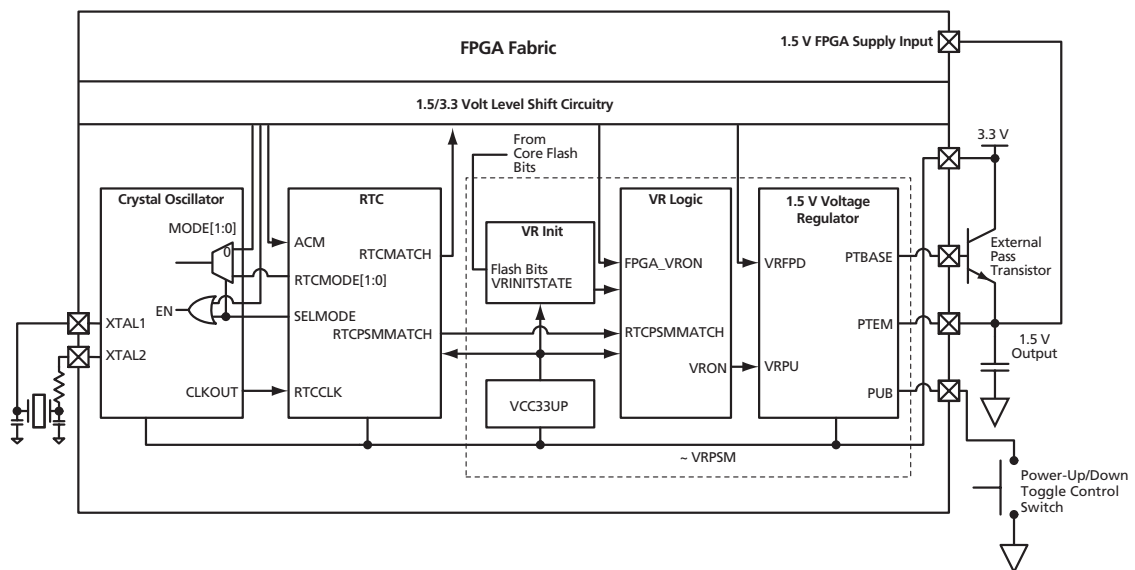 FPGA Fabric
1.5 V FPGA Supply Input
1.5/3.3 Volt Level Shift Circuitry
From
Core Flash
Bits
3.3 V
Crystal Oscillator
MODE[1:0]
0
EN
XTAL1
XTAL2
CLKOUT
RTC
ACM
RTCMATCH
RTCMODE[1:0]
SELMODE
RTCPSMMATCH
RTCCLK
VR Init
Flash Bits
VRINITSTATE
VCC33UP
VR Logic
FPGA_VRON
RTCPSMMATCH
VRON
1.5 V Voltage
Regulator
VRFPD
PTBASE
PTEM
VRPU
PUB
External
Pass
Transistor
1.5 V
Output
~ VRPSM
Power-Up/Down
Toggle Control
Switch